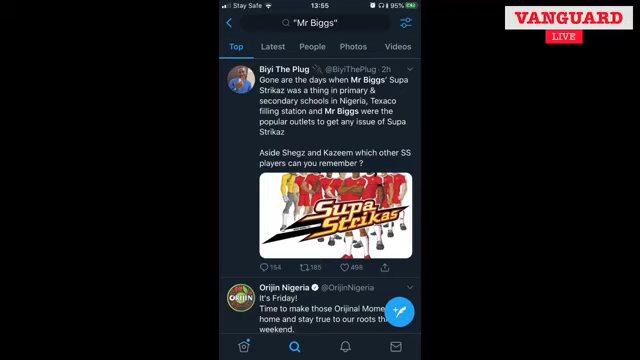 Stay Safe 13:55 95%
"Mr Biggs"
Top Latest People Photos Videos
Biyi The Plug @BiyiThePlug · 2h
Gone are the days when Mr Biggs' Supa
Strikaz was a thing in primary &
secondary schools in Nigeria, Texaco
filling station and Mr Biggs were the
popular outlets to get any issue of Supa
Strikaz
Aside Shegz and Kazeem which other SS
players can you remember ?
SUPA
STRIKAS
154 185 498
Orijin Nigeria @OrijinNigeria
ORIJIN
It's Friday!
Time to make those Orijinal Mome
home and stay true to our roots th
weekend.
VANGUARD
LIVE